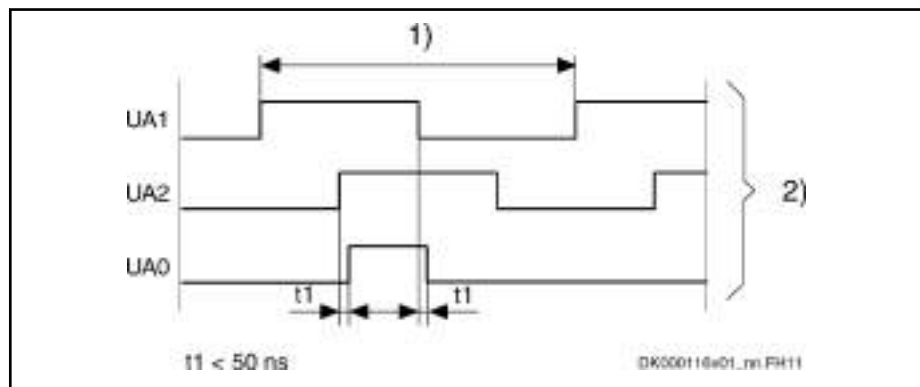 1)
UA1
UA2
2)
UA0
t1 t1
t1 < 50 ns
DK000116v01_nn.FH11